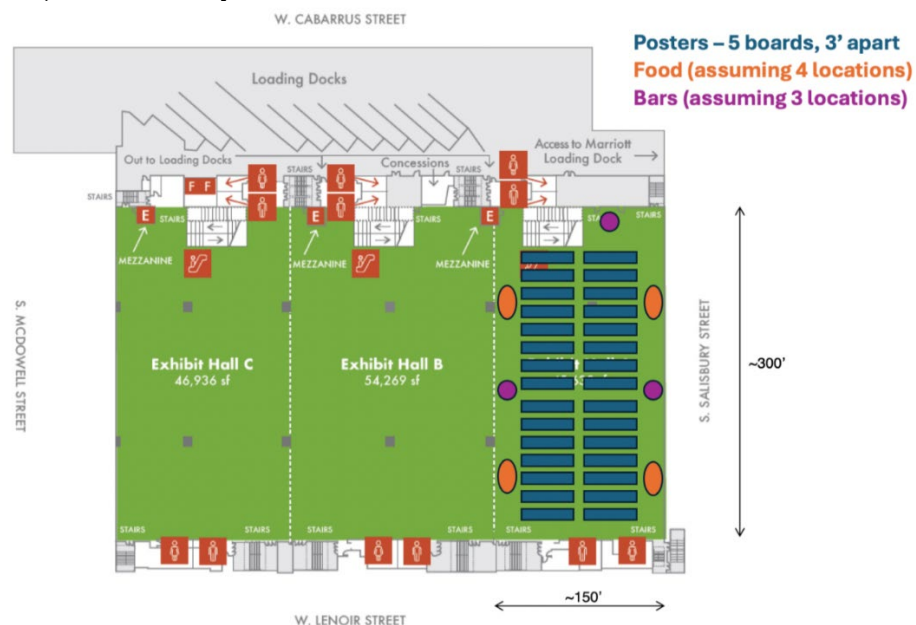 W. CABARRUS STREET
Posters – 5 boards, 3' apart
Food (assuming 4 locations)
Bars (assuming 3 locations)
Loading Docks
Out to Loading Docks
Concessions
Access to Marriott
Loading Dock
STAIRS
STAIRS
STAIRS
F F
E
STAIRS
E
STAIRS
E
STAIRS
MEZZANINE
MEZZANINE
MEZZANINE
S. MCDOWELL STREET
Exhibit Hall C
46,936 sf
Exhibit Hall B
54,269 sf
S. SALISBURY STREET
~300'
STAIRS
STAIRS
STAIRS
STAIRS
STAIRS
STAIRS
~150'
W. LENOIR STREET